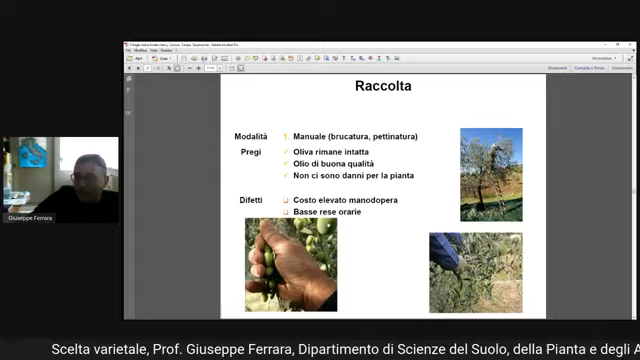 Raccolta
Modalità 1. Manuale (brucatura, pettinatura)
Pregi ✓ Oliva rimane intatta
✓ Olio di buona qualità
✓ Non ci sono danni per la pianta
Difetti ❑ Costo elevato manodopera
❑ Basse rese orarie
Giuseppe Ferrara
Scelta varietale, Prof. Giuseppe Ferrara, Dipartimento di Scienze del Suolo, della Pianta e degli A